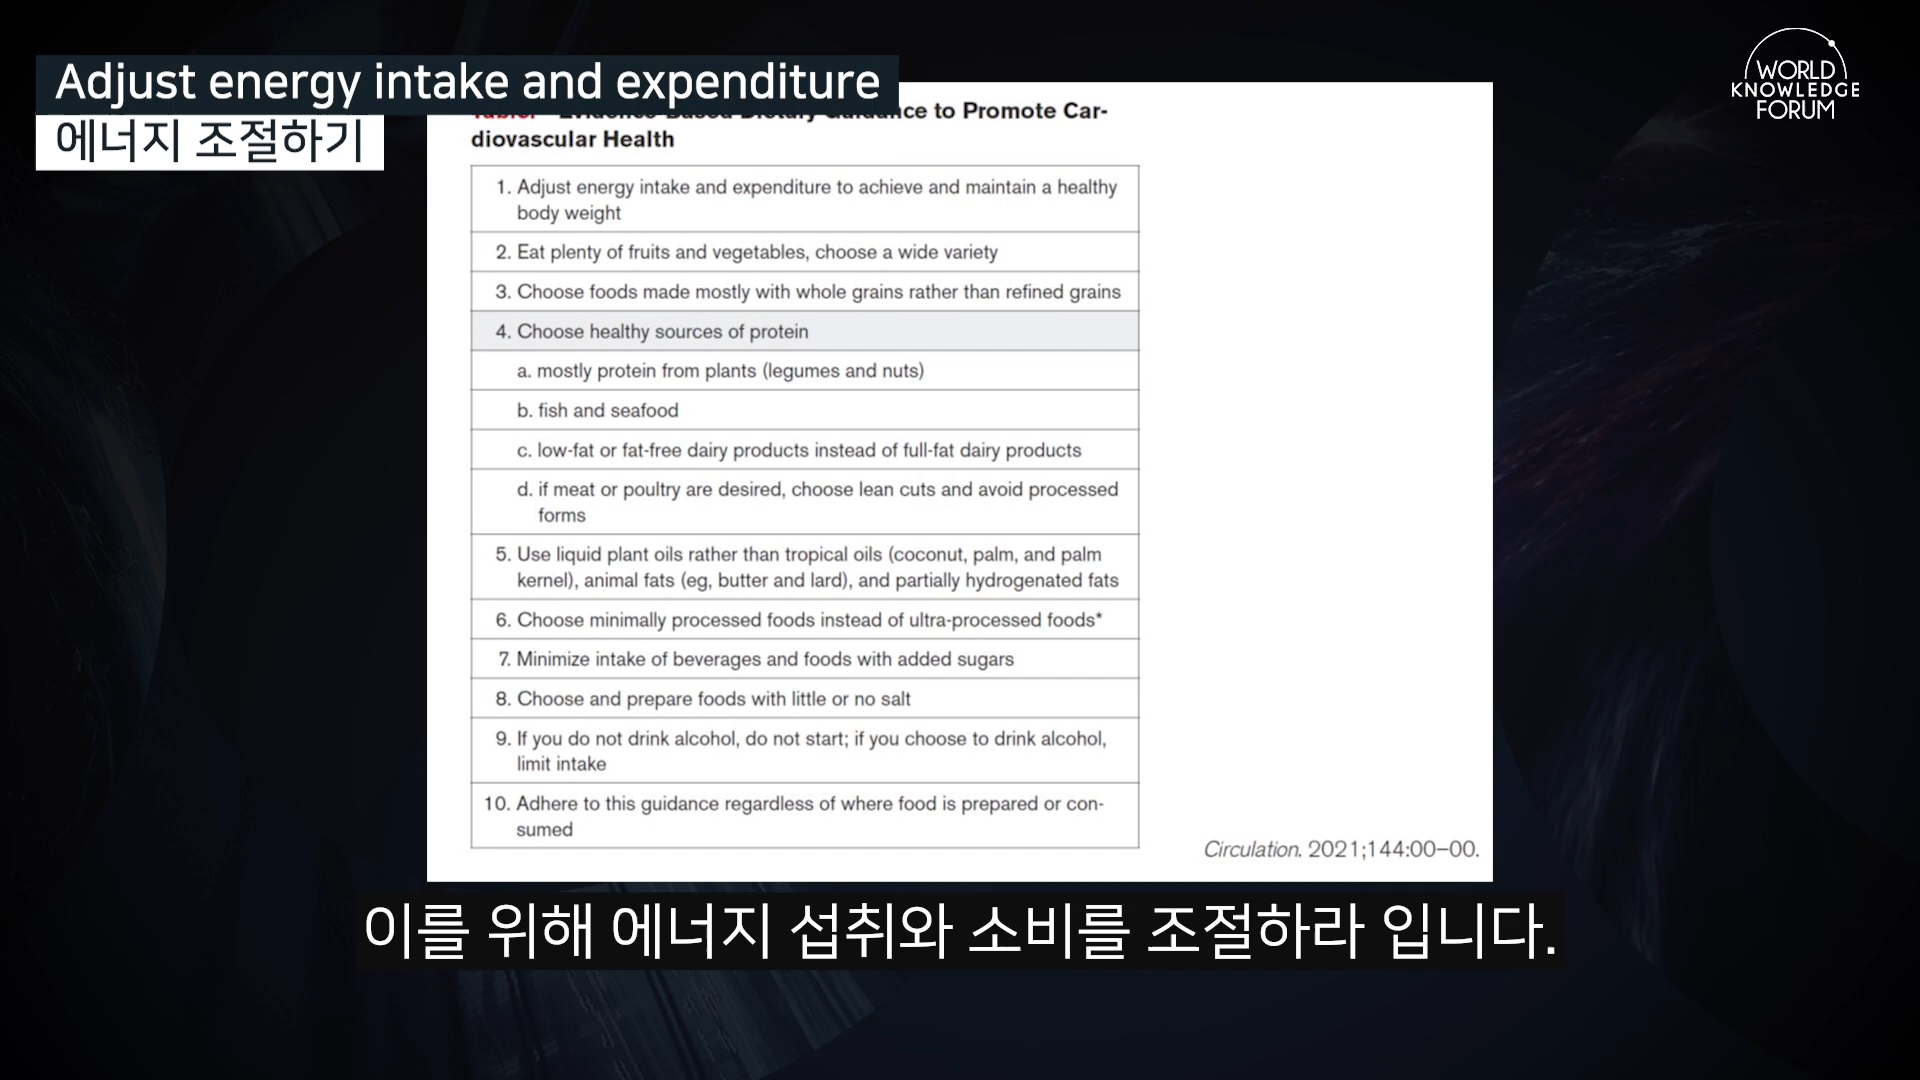 Adjust energy intake and expenditure
에너지 조절하기
WORLD
KNOWLEDGE
FORUM
Table. Evidence-Based Dietary Guidance to Promote Car-
diovascular Health
1. Adjust energy intake and expenditure to achieve and maintain a healthy
body weight
2. Eat plenty of fruits and vegetables, choose a wide variety
3. Choose foods made mostly with whole grains rather than refined grains
4. Choose healthy sources of protein
a. mostly protein from plants (legumes and nuts)
b. fish and seafood
c. low-fat or fat-free dairy products instead of full-fat dairy products
d. if meat or poultry are desired, choose lean cuts and avoid processed
forms
5. Use liquid plant oils rather than tropical oils (coconut, palm, and palm
kernel), animal fats (eg, butter and lard), and partially hydrogenated fats
6. Choose minimally processed foods instead of ultra-processed foods*
7. Minimize intake of beverages and foods with added sugars
8. Choose and prepare foods with little or no salt
9. If you do not drink alcohol, do not start; if you choose to drink alcohol,
limit intake
10. Adhere to this guidance regardless of where food is prepared or con-
sumed
Circulation. 2021;144:00–00.
이를 위해 에너지 섭취와 소비를 조절하라 입니다.